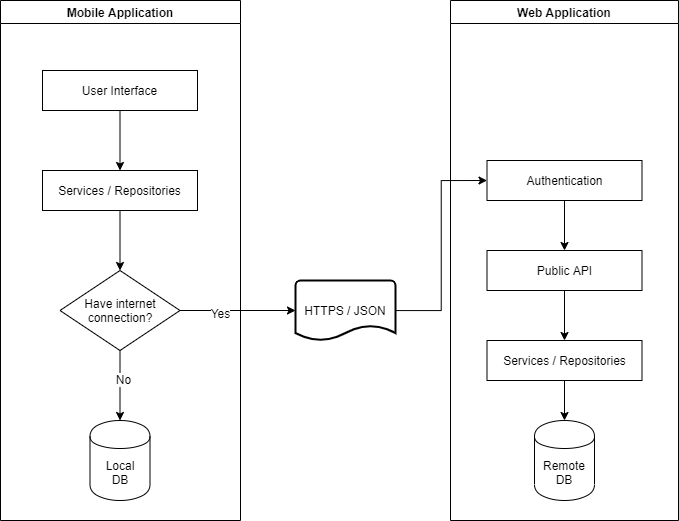 Mobile Application
User Interface
Services / Repositories
Have internet
connection?
Yes
No
Local
DB
HTTPS / JSON
Web Application
Authentication
Public API
Services / Repositories
Remote
DB